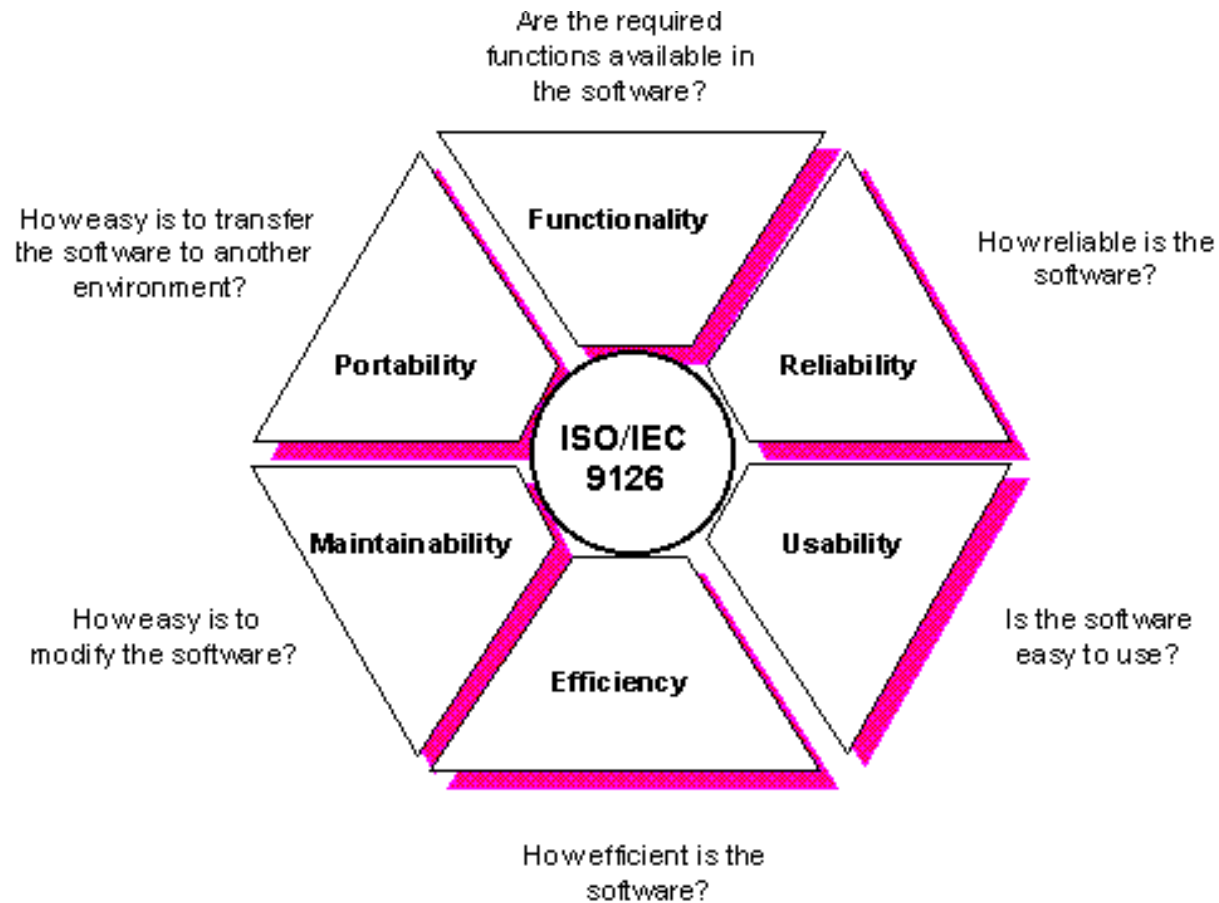 Are the required
functions available in
the software?
Functionality
How easy is to transfer
the software to another
environment?
How reliable is the
software?
Portability
Reliability
ISO/IEC
9126
Maintainability
Usability
How easy is to
modify the software?
Is the software
easy to use?
Efficiency
How efficient is the
software?